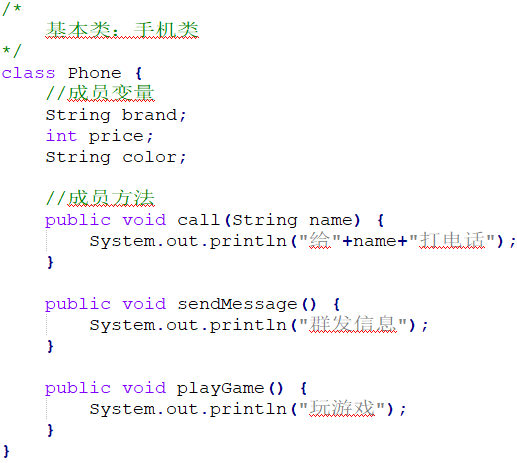 /*
    基本类：手机类
*/
class Phone {
    //成员变量
    String brand;
    int price;
    String color;

    //成员方法
    public void call(String name) {
        System.out.println("给"+name+"打电话");
    }

    public void sendMessage() {
        System.out.println("群发信息");
    }

    public void playGame() {
        System.out.println("玩游戏");
    }
}